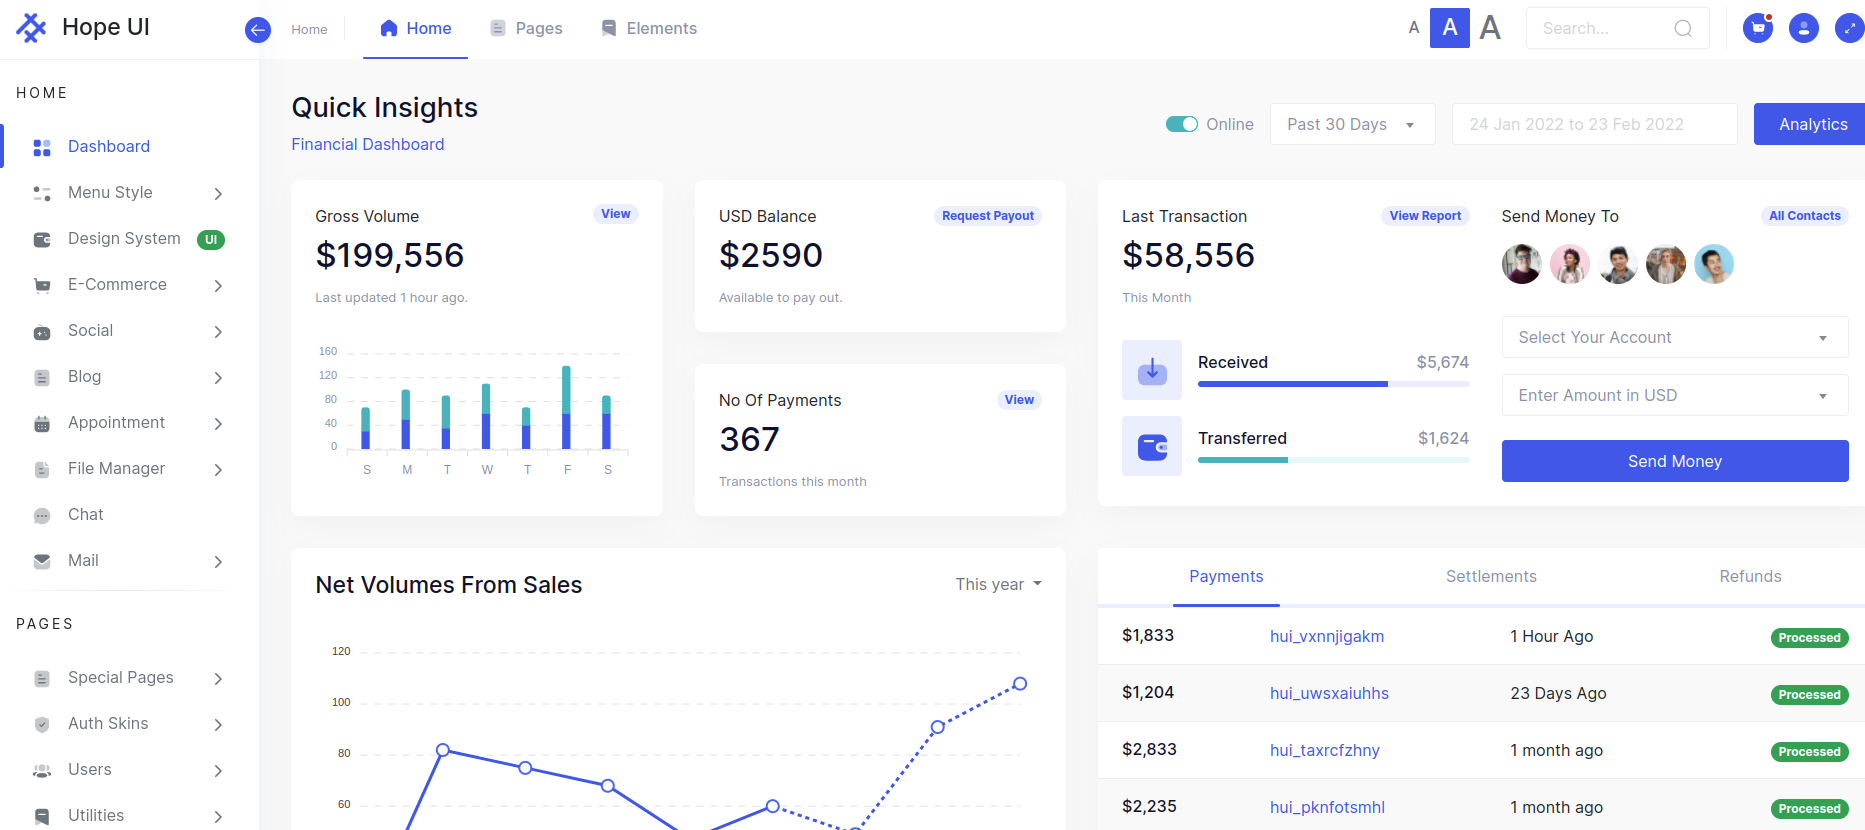 Hope UI
Home
Home
Pages
Elements
A
A
A
Search...
HOME
Dashboard
Menu Style
Design System UI
E-Commerce
Social
Blog
Appointment
File Manager
Chat
Mail
PAGES
Special Pages
Auth Skins
Users
Utilities
Quick Insights
Financial Dashboard
Online
Past 30 Days
24 Jan 2022 to 23 Feb 2022
Analytics
Gross Volume
View
$199,556
Last updated 1 hour ago.
160
120
80
40
0
S M T W T F S
USD Balance
Request Payout
$2590
Available to pay out.
No Of Payments
View
367
Transactions this month
Last Transaction
View Report
$58,556
This Month
Received $5,674
Transferred $1,624
Send Money To
All Contacts
Select Your Account
Enter Amount in USD
Send Money
Net Volumes From Sales
This year
120
100
80
60
Payments Settlements Refunds
$1,833 hui_vxnnjigakm 1 Hour Ago Processed
$1,204 hui_uwsxaiuhhs 23 Days Ago Processed
$2,833 hui_taxrcfzhny 1 month ago Processed
$2,235 hui_pknfotsmhl 1 month ago Processed